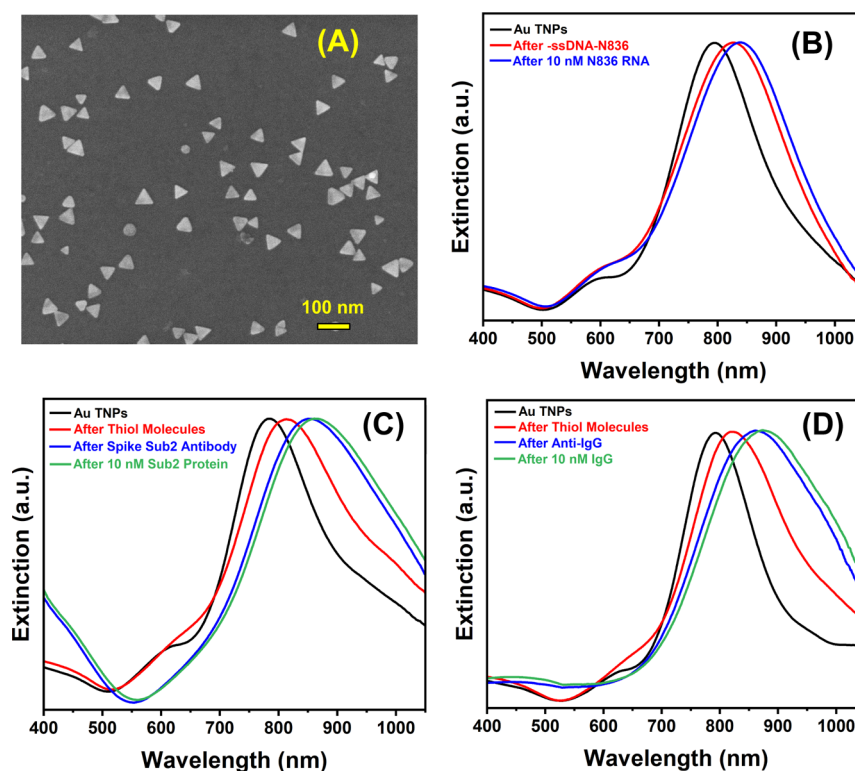 (A)
100 nm
(B)
Au TNPs
After -ssDNA-N836
After 10 nM N836 RNA
Extinction (a.u.)
400 500 600 700 800 900 1000
Wavelength (nm)
(C)
Au TNPs
After Thiol Molecules
After Spike Sub2 Antibody
After 10 nM Sub2 Protein
Extinction (a.u.)
400 500 600 700 800 900 1000
Wavelength (nm)
(D)
Au TNPs
After Thiol Molecules
After Anti-IgG
After 10 nM IgG
Extinction (a.u.)
400 500 600 700 800 900 1000
Wavelength (nm)